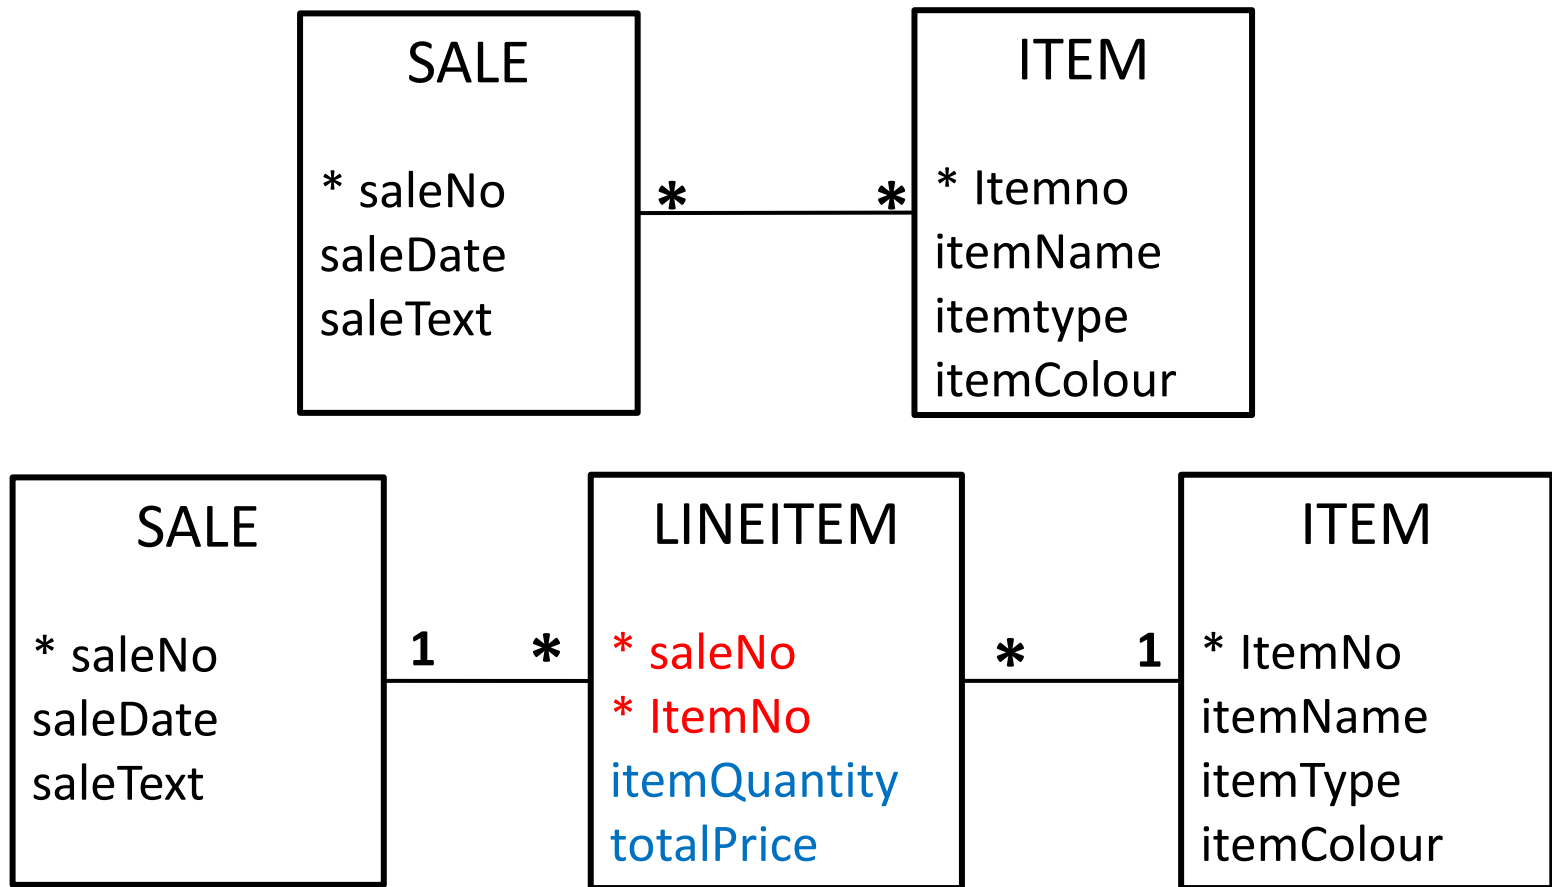 SALE
* saleNo
saleDate
saleText
* *
ITEM
* Itemno
itemName
itemtype
itemColour
SALE
* saleNo
saleDate
saleText
1 *
LINEITEM
* saleNo
* ItemNo
itemQuantity
totalPrice
* 1
ITEM
* ItemNo
itemName
itemType
itemColour